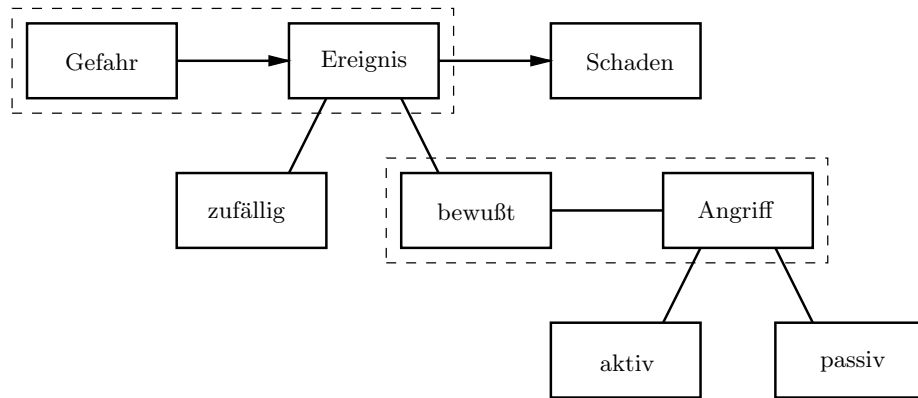 Gefahr
Ereignis
Schaden
zufällig
bewußt
Angriff
aktiv
passiv